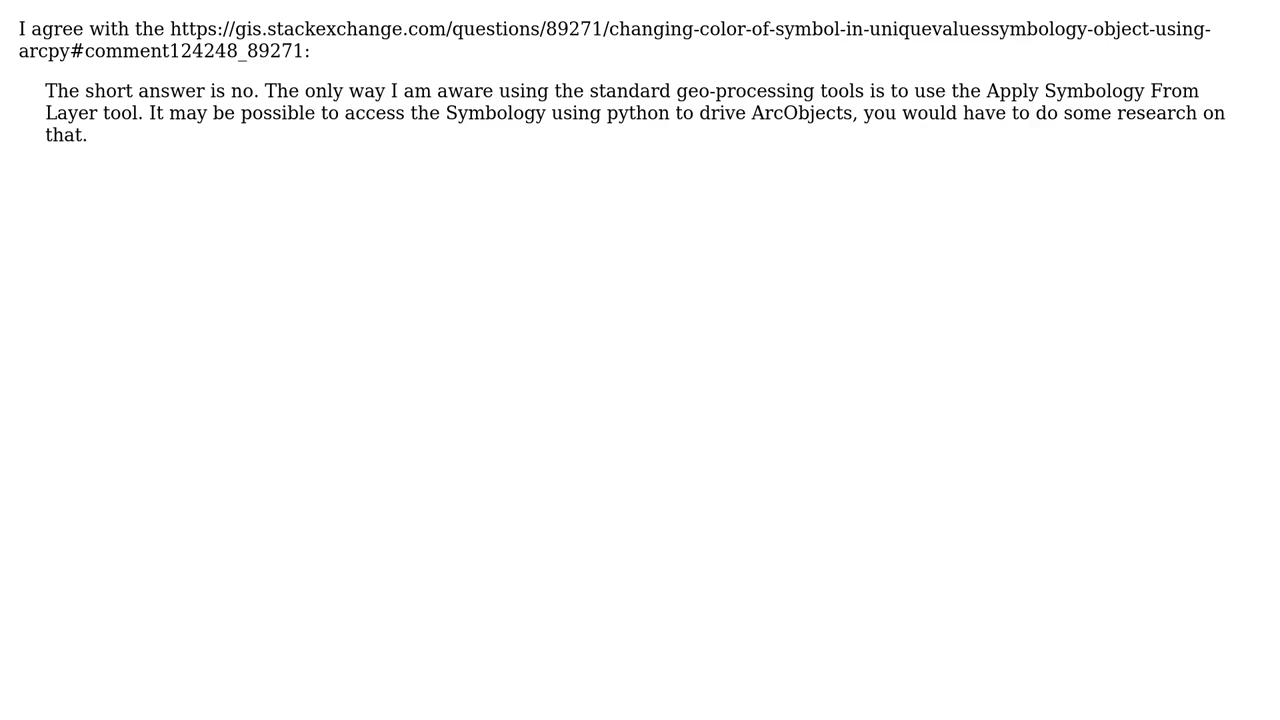 I agree with the https://gis.stackexchange.com/questions/89271/changing-color-of-symbol-in-uniquevaluessymbology-object-using-
arcpy#comment124248_89271:
The short answer is no. The only way I am aware using the standard geo-processing tools is to use the Apply Symbology From
Layer tool. It may be possible to access the Symbology using python to drive ArcObjects, you would have to do some research on
that.